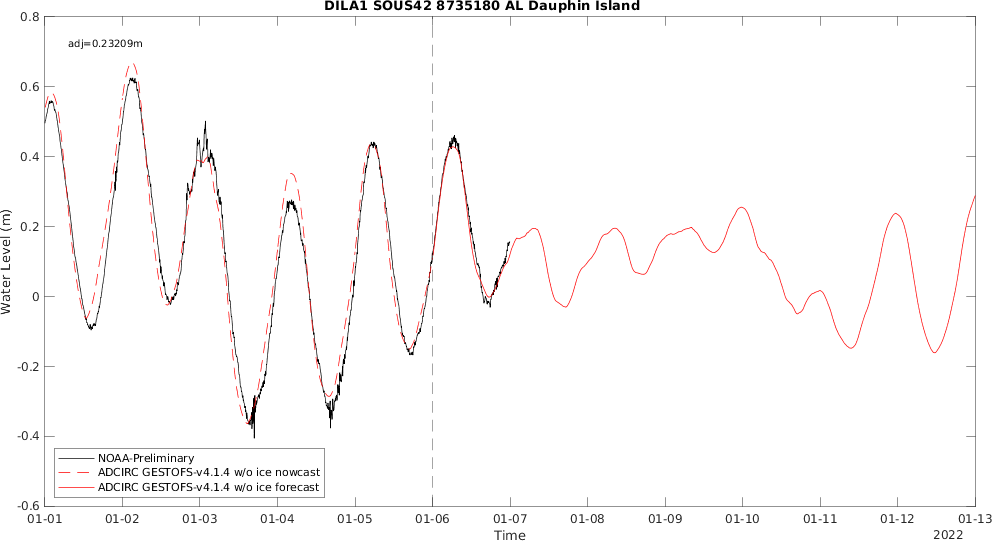 DILA1 SOUS42 8735180 AL Dauphin Island
adj=0.23209m
0.8
0.6
0.4
0.2
0
-0.2
-0.4
-0.6
Water Level (m)
NOAA-Preliminary
ADCIRC GESTOFS-v4.1.4 w/o ice nowcast
ADCIRC GESTOFS-v4.1.4 w/o ice forecast
01-01 01-02 01-03 01-04 01-05 01-06 01-07 01-08 01-09 01-10 01-11 01-12 01-13
Time
2022